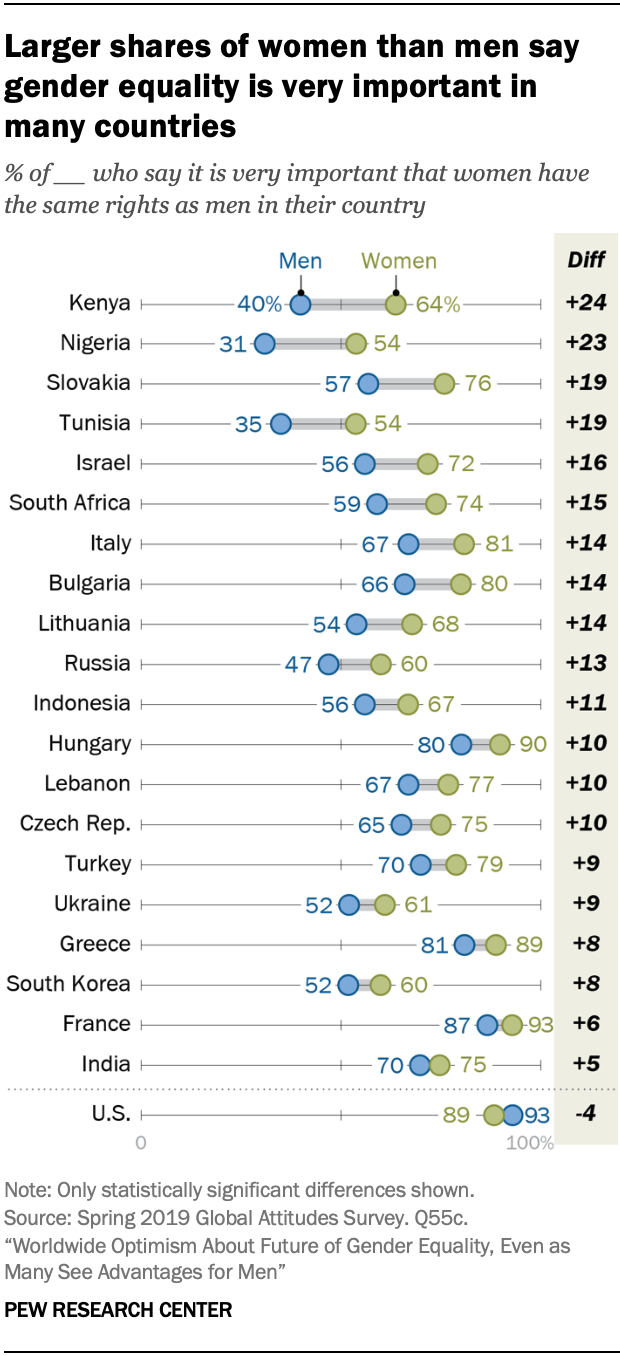 Larger shares of women than men say
gender equality is very important in
many countries
% of __ who say it is very important that women have
the same rights as men in their country
Men Women Diff
Kenya 40% 64% +24
Nigeria 31 54 +23
Slovakia 57 76 +19
Tunisia 35 54 +19
Israel 56 72 +16
South Africa 59 74 +15
Italy 67 81 +14
Bulgaria 66 80 +14
Lithuania 54 68 +14
Russia 47 60 +13
Indonesia 56 67 +11
Hungary 80 90 +10
Lebanon 67 77 +10
Czech Rep. 65 75 +10
Turkey 70 79 +9
Ukraine 52 61 +9
Greece 81 89 +8
South Korea 52 60 +8
France 87 93 +6
India 70 75 +5
U.S. 89 93 -4
0 100%
Note: Only statistically significant differences shown.
Source: Spring 2019 Global Attitudes Survey. Q55c.
“Worldwide Optimism About Future of Gender Equality, Even as
Many See Advantages for Men”
PEW RESEARCH CENTER